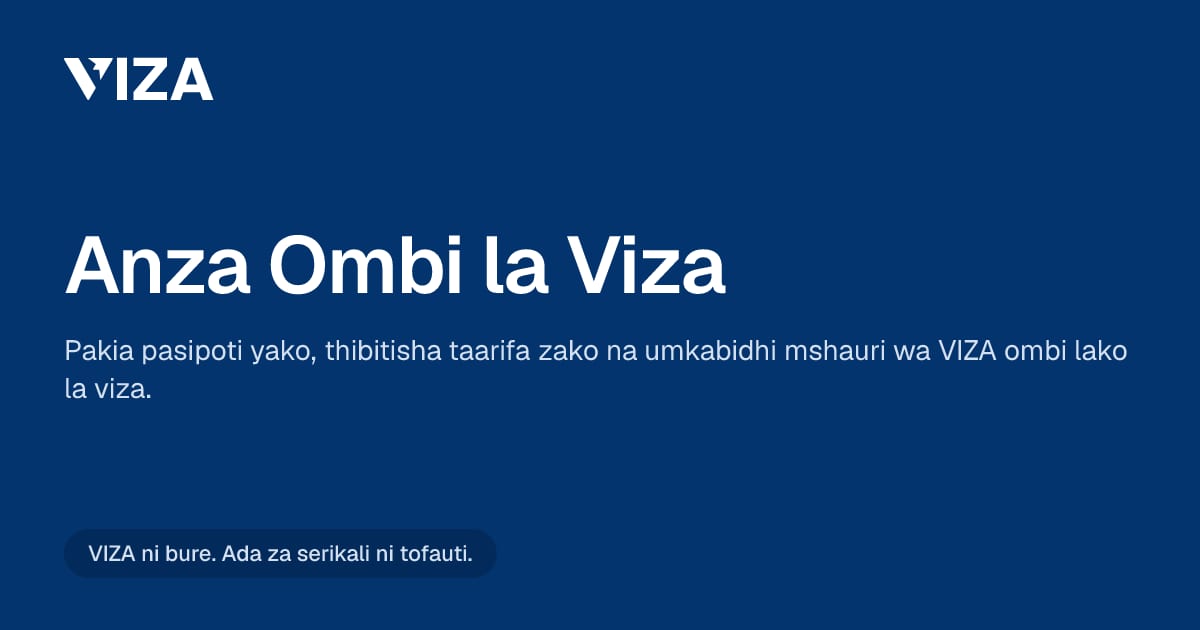 VIZA
Anza Ombi la Viza
Pakia pasipoti yako, thibitisha taarifa zako na umkabidhi mshauri wa VIZA ombi lako
la viza.
VIZA ni bure. Ada za serikali ni tofauti.